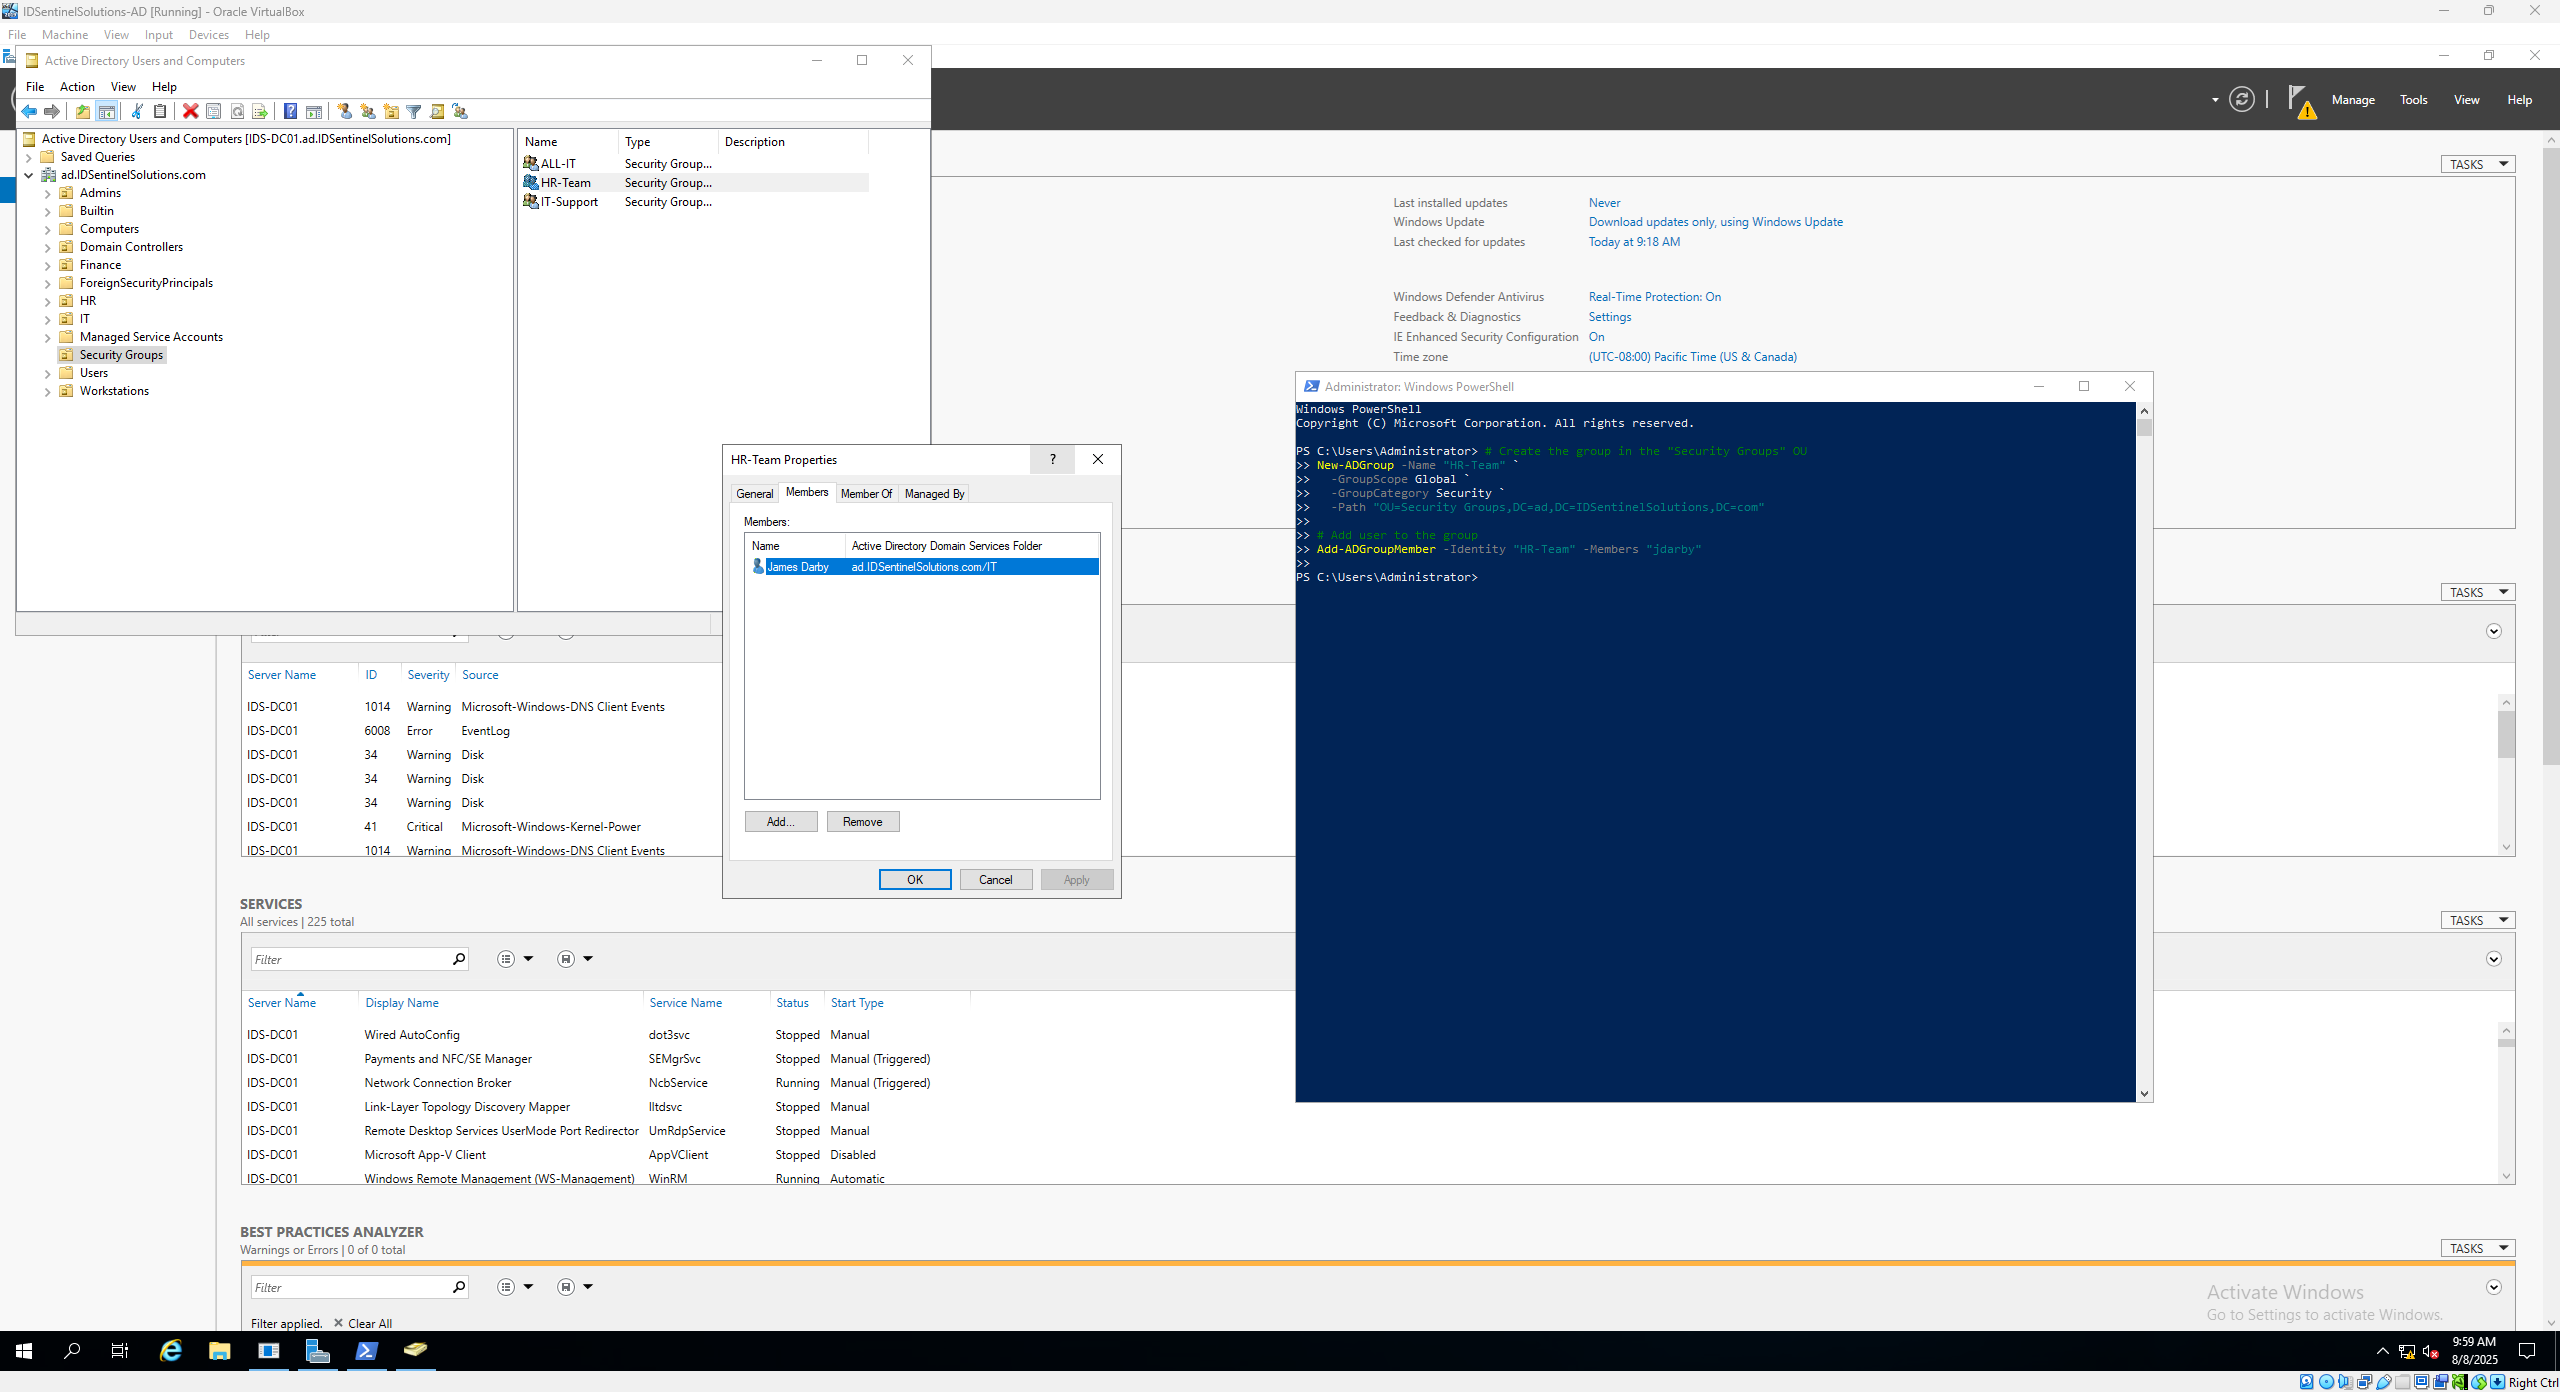 IDSentinelSolutions-AD [Running] - Oracle VirtualBox
File Machine View Input Devices Help
Active Directory Users and Computers
File Action View Help
Manage Tools View Help
Active Directory Users and Computers [IDS-DC01.ad.IDSentinelSolutions.com]
Saved Queries
ad.IDSentinelSolutions.com
Admins
Builtin
Computers
Domain Controllers
Finance
ForeignSecurityPrincipals
HR
IT
Managed Service Accounts
Security Groups
Users
Workstations
Name Type Description
ALL-IT Security Group...
HR-Team Security Group...
IT-Support Security Group...
TASKS
Last installed updates Never
Windows Update Download updates only, using Windows Update
Last checked for updates Today at 9:18 AM
Windows Defender Antivirus Real-Time Protection: On
Feedback & Diagnostics Settings
IE Enhanced Security Configuration On
Time zone (UTC-08:00) Pacific Time (US & Canada)
Administrator: Windows PowerShell
Windows PowerShell
Copyright (C) Microsoft Corporation. All rights reserved.
PS C:\Users\Administrator> # Create the group in the "Security Groups" OU
>> New-ADGroup -Name "HR-Team" `
>>   -GroupScope Global `
>>   -GroupCategory Security `
>>   -Path "OU=Security Groups,DC=ad,DC=IDSentinelSolutions,DC=com"
>>
>> # Add user to the group
>> Add-ADGroupMember -Identity "HR-Team" -Members "jdarby"
>>
PS C:\Users\Administrator>
HR-Team Properties ?
General Members Member Of Managed By
Members:
Name Active Directory Domain Services Folder
James Darby ad.IDSentinelSolutions.com/IT
Add... Remove
OK Cancel Apply
TASKS
Server Name ID Severity Source
IDS-DC01 1014 Warning Microsoft-Windows-DNS Client Events
IDS-DC01 6008 Error EventLog
IDS-DC01 34 Warning Disk
IDS-DC01 34 Warning Disk
IDS-DC01 34 Warning Disk
IDS-DC01 41 Critical Microsoft-Windows-Kernel-Power
IDS-DC01 1014 Warning Microsoft-Windows-DNS Client Events
SERVICES
All services | 225 total
TASKS
Filter
Server Name Display Name Service Name Status Start Type
IDS-DC01 Wired AutoConfig dot3svc Stopped Manual
IDS-DC01 Payments and NFC/SE Manager SEMgrSvc Stopped Manual (Triggered)
IDS-DC01 Network Connection Broker NcbService Running Manual (Triggered)
IDS-DC01 Link-Layer Topology Discovery Mapper lltdsvc Stopped Manual
IDS-DC01 Remote Desktop Services UserMode Port Redirector UmRdpService Stopped Manual
IDS-DC01 Microsoft App-V Client AppVClient Stopped Disabled
IDS-DC01 Windows Remote Management (WS-Management) WinRM Running Automatic
BEST PRACTICES ANALYZER
Warnings or Errors | 0 of 0 total
TASKS
Filter
Filter applied. Clear All
Activate Windows
Go to Settings to activate Windows.
9:59 AM
8/8/2025
Right Ctrl